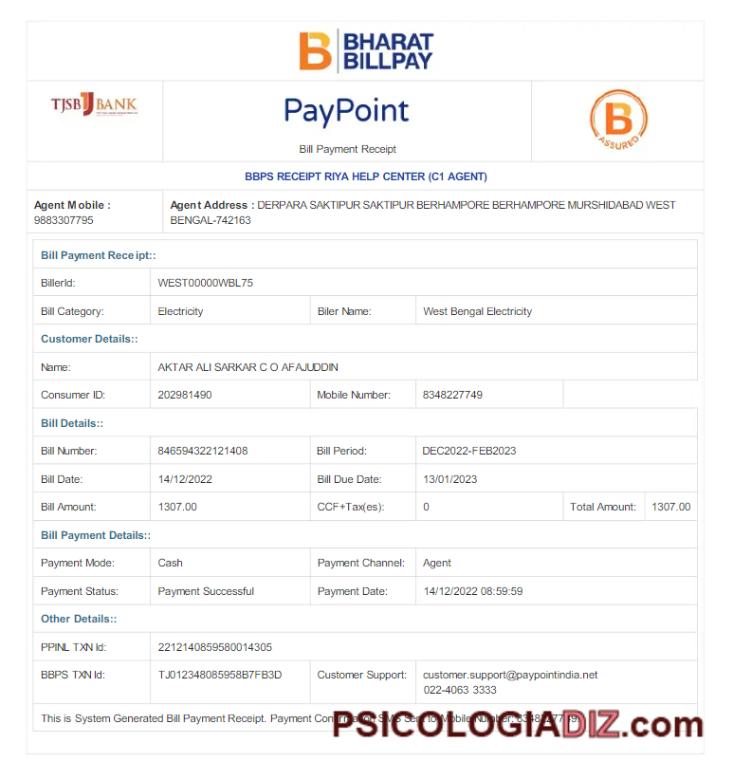 BHARAT
BILLPAY
TJSB BANK
PayPoint
Bill Payment Receipt
B
ASSURED
BBPS RECEIPT RIYA HELP CENTER (C1 AGENT)
Agent Mobile :
9883307795
Agent Address : DERPARA SAKTIPUR SAKTIPUR BERHAMPORE BERHAMPORE MURSHIDABAD WEST
BENGAL-742163
Bill Payment Receipt::
BillerId: WEST00000WBL75
Bill Category: Electricity Biler Name: West Bengal Electricity
Customer Details::
Name: AKTAR ALI SARKAR C O AFAJUDDIN
Consumer ID: 202981490 Mobile Number: 8348227749
Bill Details::
Bill Number: 846594322121408 Bill Period: DEC2022-FEB2023
Bill Date: 14/12/2022 Bill Due Date: 13/01/2023
Bill Amount: 1307.00 CCF+Tax(es): 0 Total Amount: 1307.00
Bill Payment Details::
Payment Mode: Cash Payment Channel: Agent
Payment Status: Payment Successful Payment Date: 14/12/2022 08:59:59
Other Details::
PPINL TXN Id: 2212140859580014305
BBPS TXN Id: TJ012348085958B7FB3D Customer Support: customer.support@paypointindia.net
022-4063 3333
This is System Generated Bill Payment Receipt. Payment Confirmation SMS Sent to Mobile Number: 8348227749.
PSICOLOGIADIZ.com